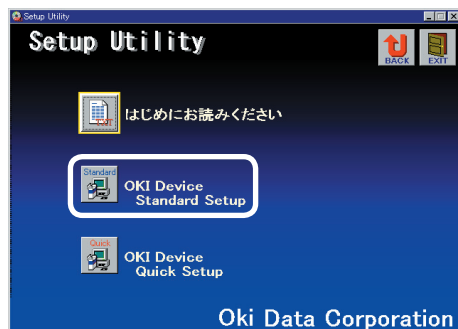 Setup Utility
Setup Utility
BACK
EXIT
TXT
はじめにお読みください
Standard
OKI Device
Standard Setup
Quick
OKI Device
Quick Setup
Oki Data Corporation